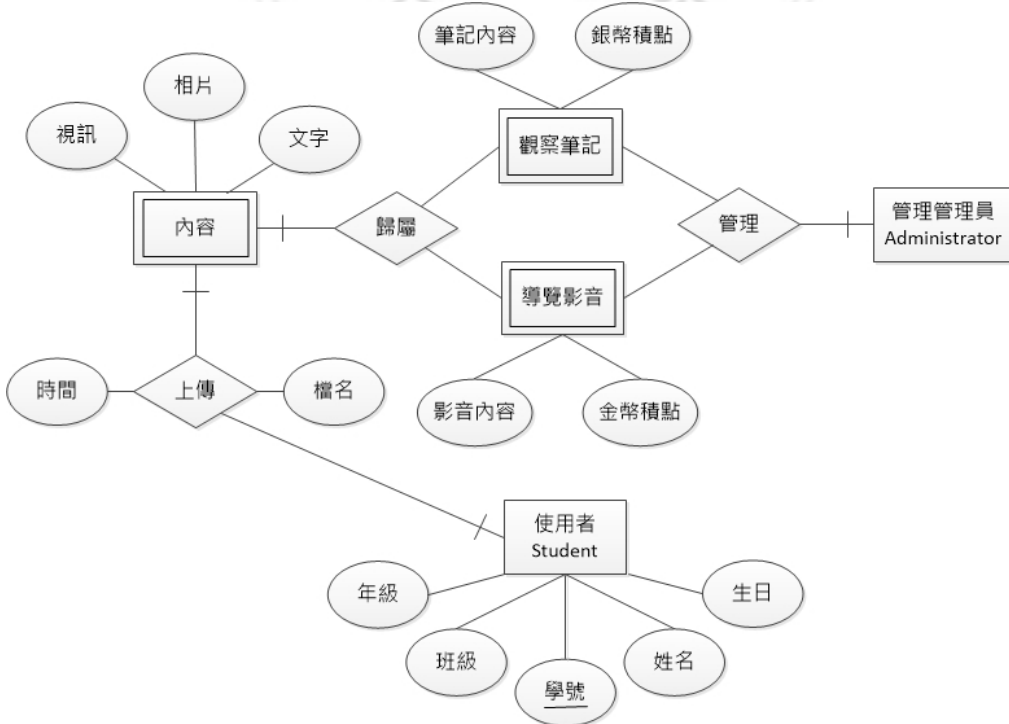 筆記內容
銀幣積點
相片
視訊
文字
觀察筆記
內容
歸屬
管理
管理管理員
Administrator
導覽影音
時間
上傳
檔名
影音內容
金幣積點
使用者
Student
年級
生日
班級
姓名
學號